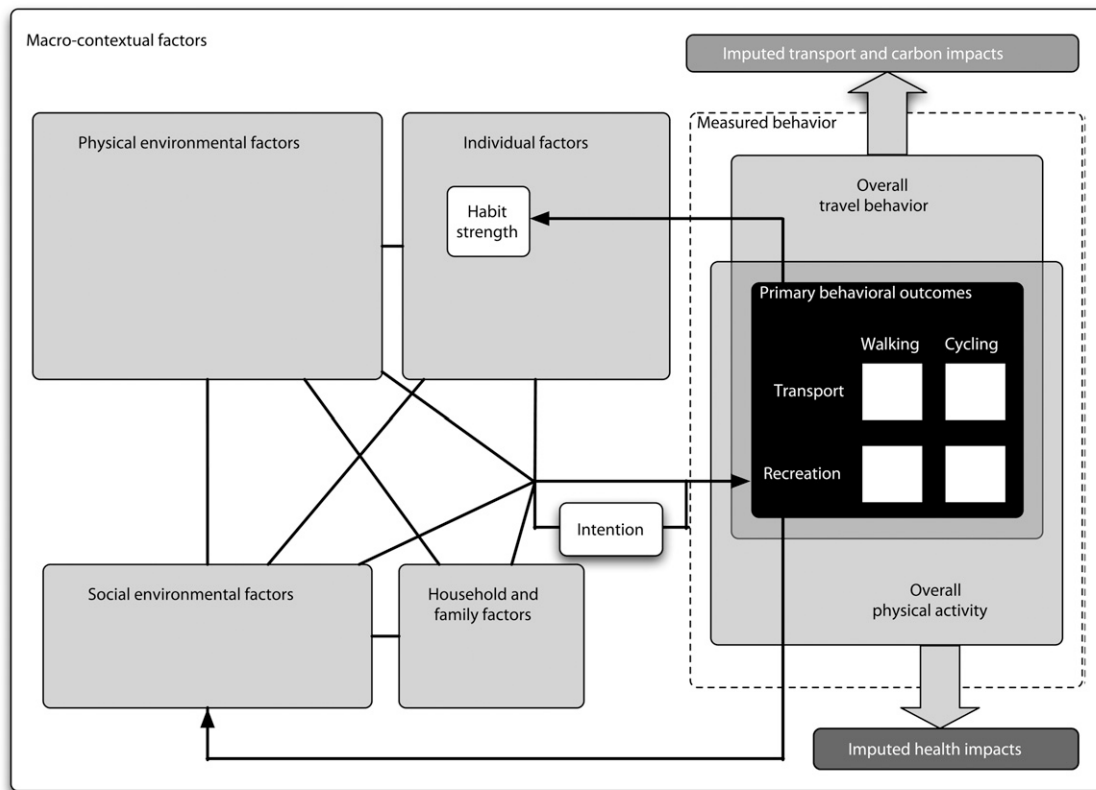 Macro-contextual factors
Imputed transport and carbon impacts
Measured behavior
Physical environmental factors
Individual factors
Habit
strength
Overall
travel behavior
Primary behavioral outcomes
Walking
Cycling
Transport
Recreation
Intention
Social environmental factors
Household and
family factors
Overall
physical activity
Imputed health impacts